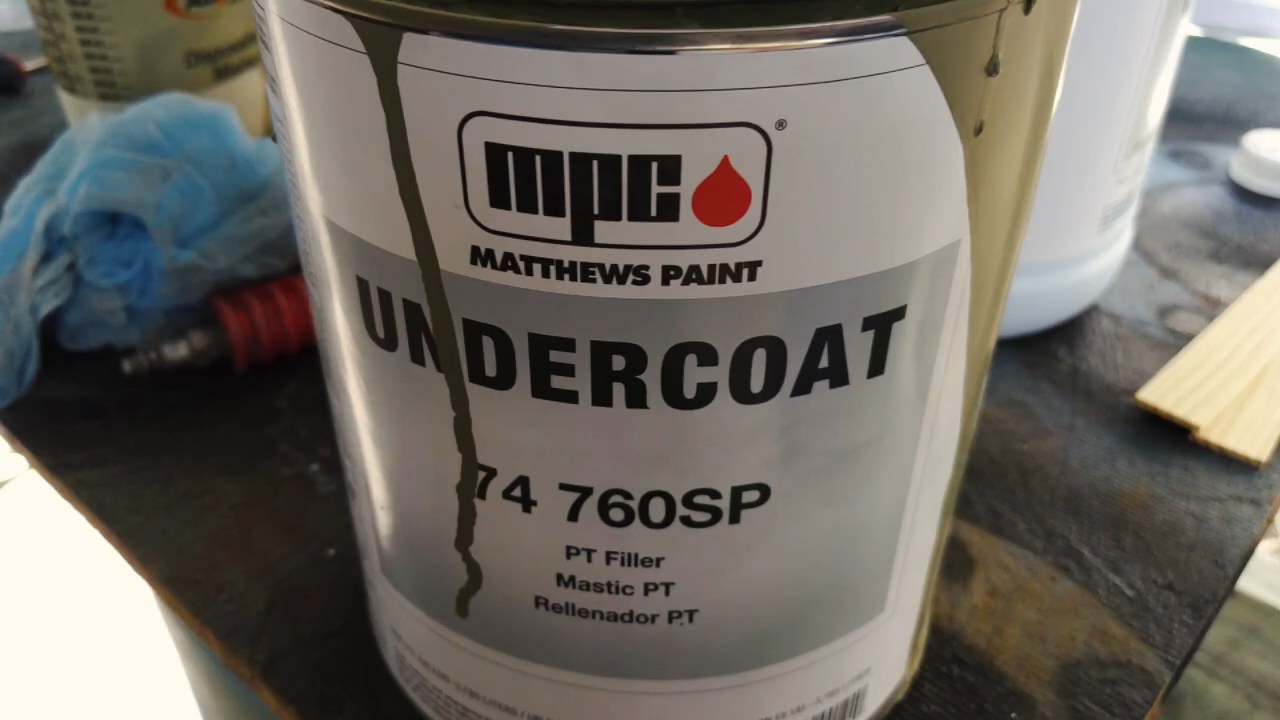 mpc®
MATTHEWS PAINT
UNDERCOAT
74 760SP
PT Filler
Mastic PT
Rellenador PT